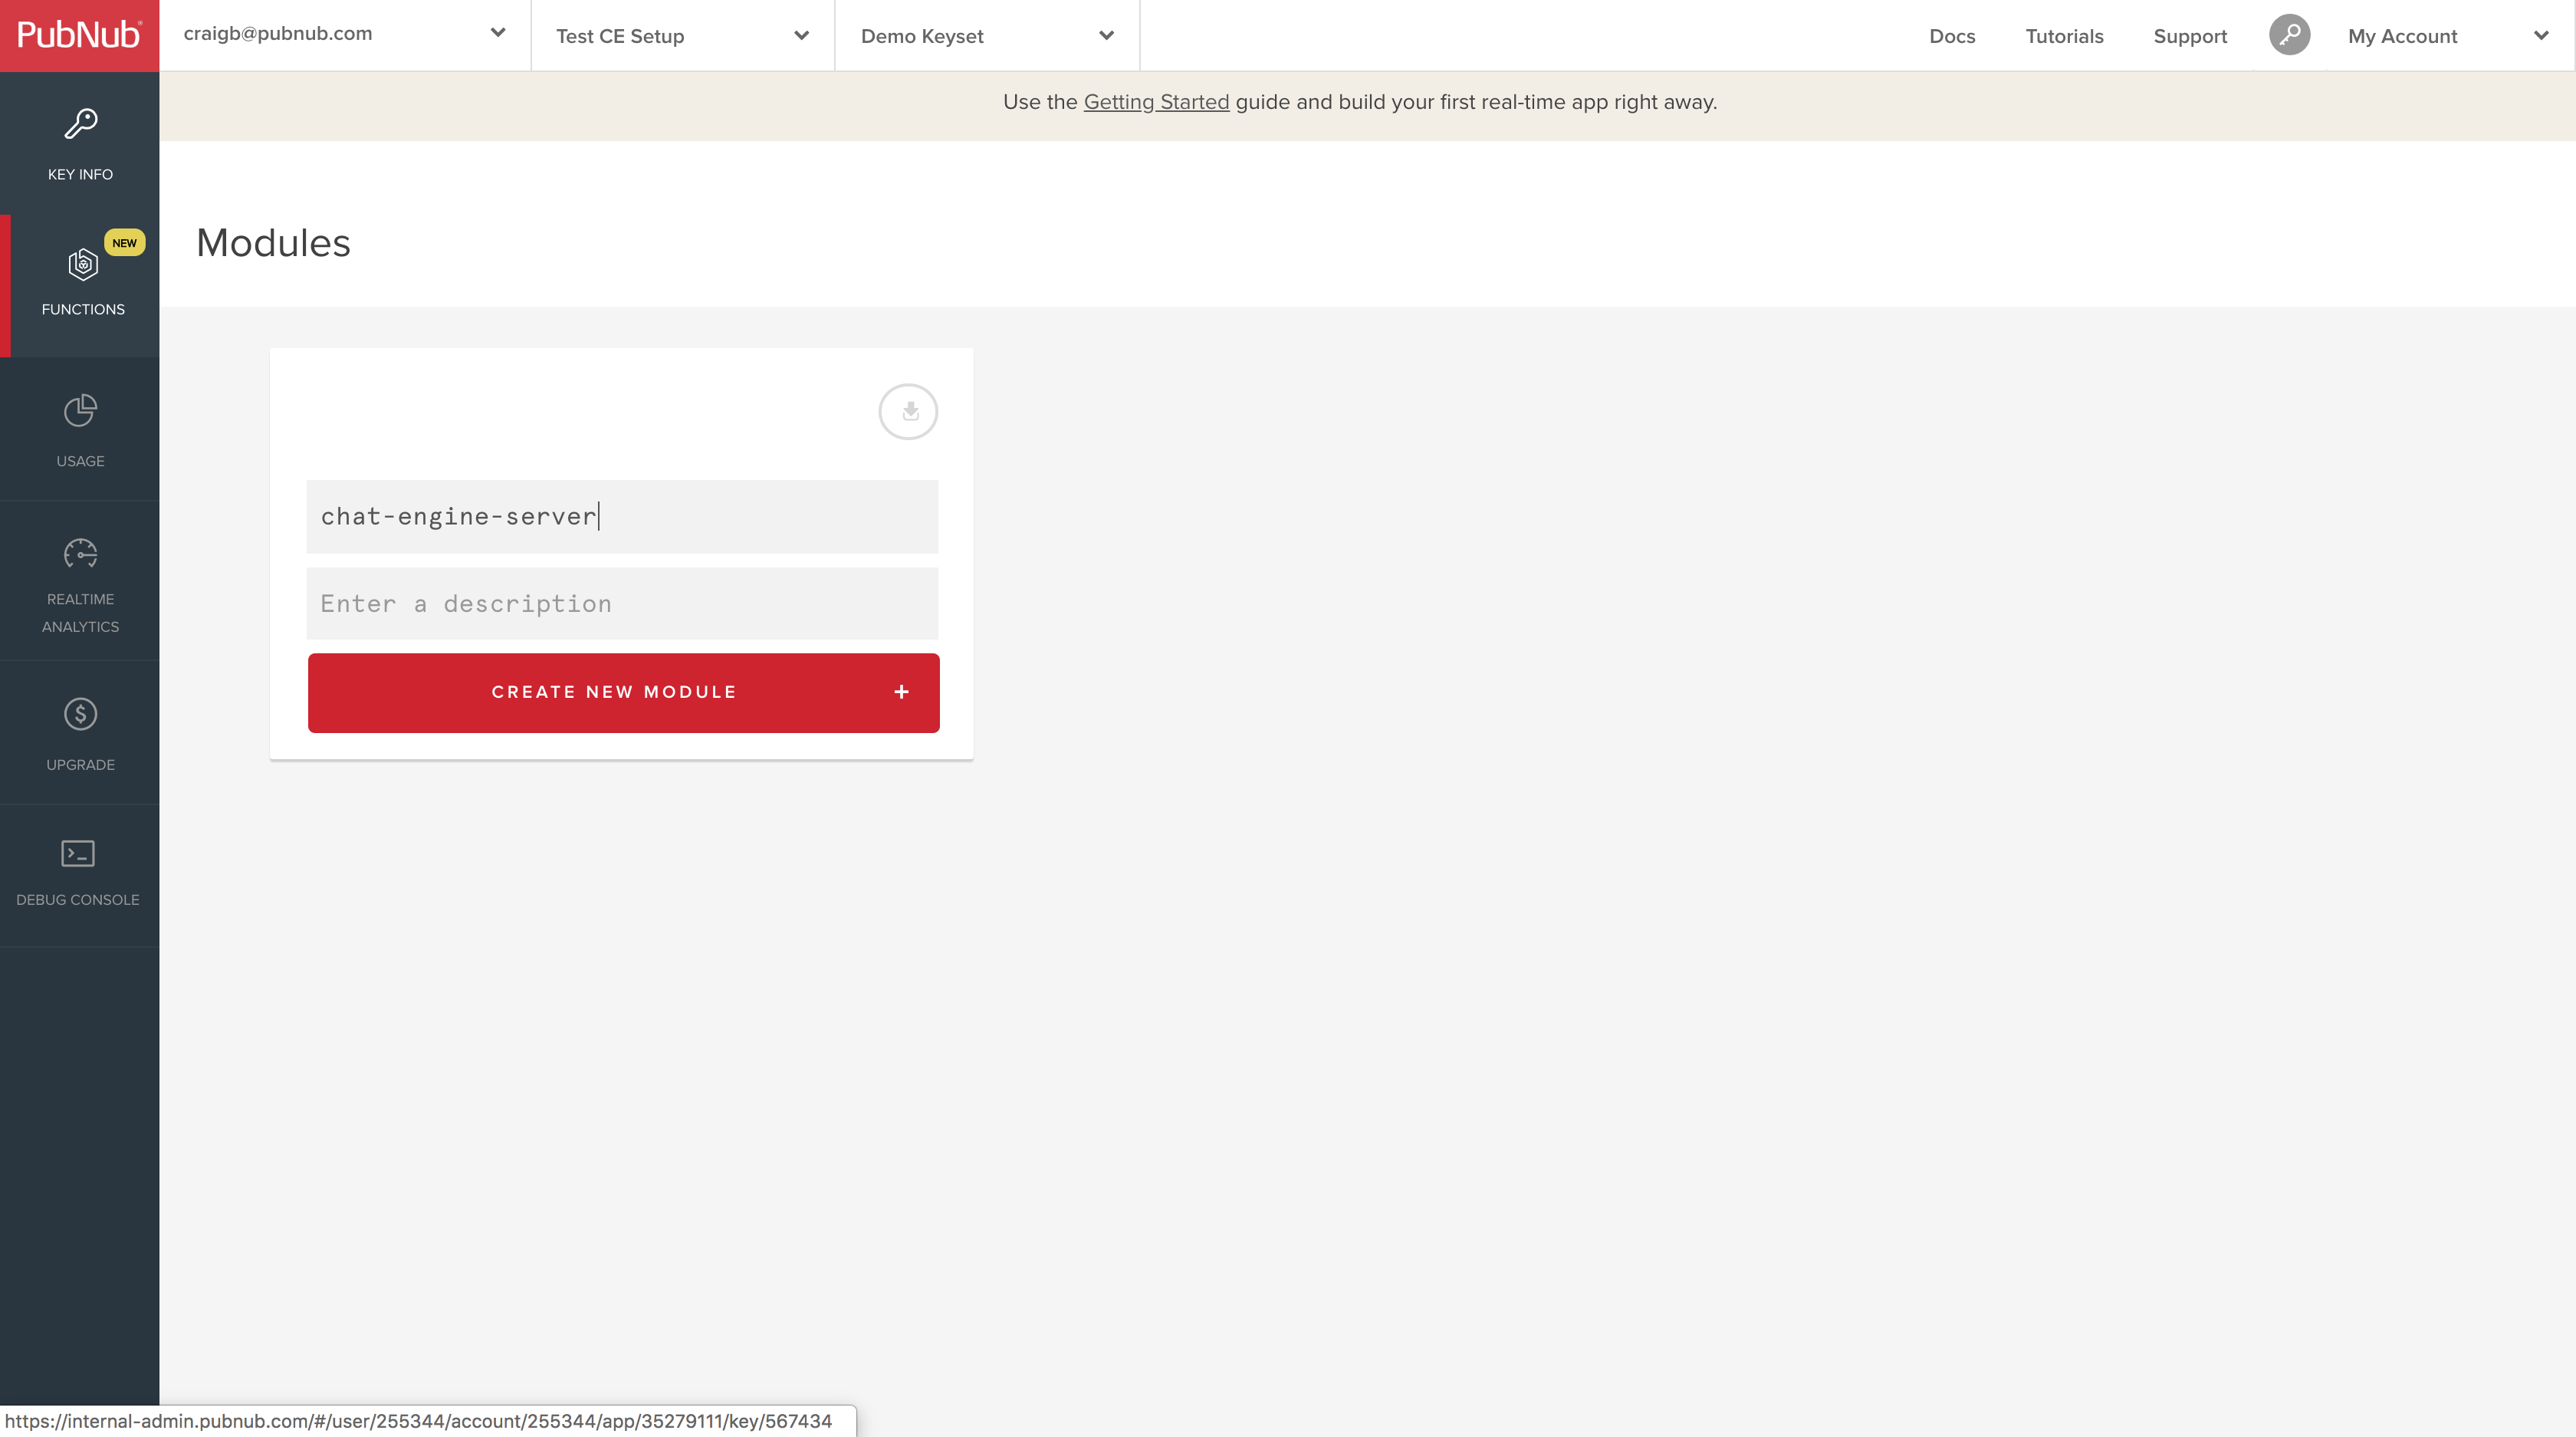 PubNub
craigb@pubnub.com
Test CE Setup
Demo Keyset
Docs
Tutorials
Support
My Account
Use the Getting Started guide and build your first real-time app right away.
KEY INFO
NEW
FUNCTIONS
USAGE
REALTIME
ANALYTICS
UPGRADE
DEBUG CONSOLE
Modules
chat-engine-server
Enter a description
CREATE NEW MODULE +
https://internal-admin.pubnub.com/#/user/255344/account/255344/app/35279111/key/567434